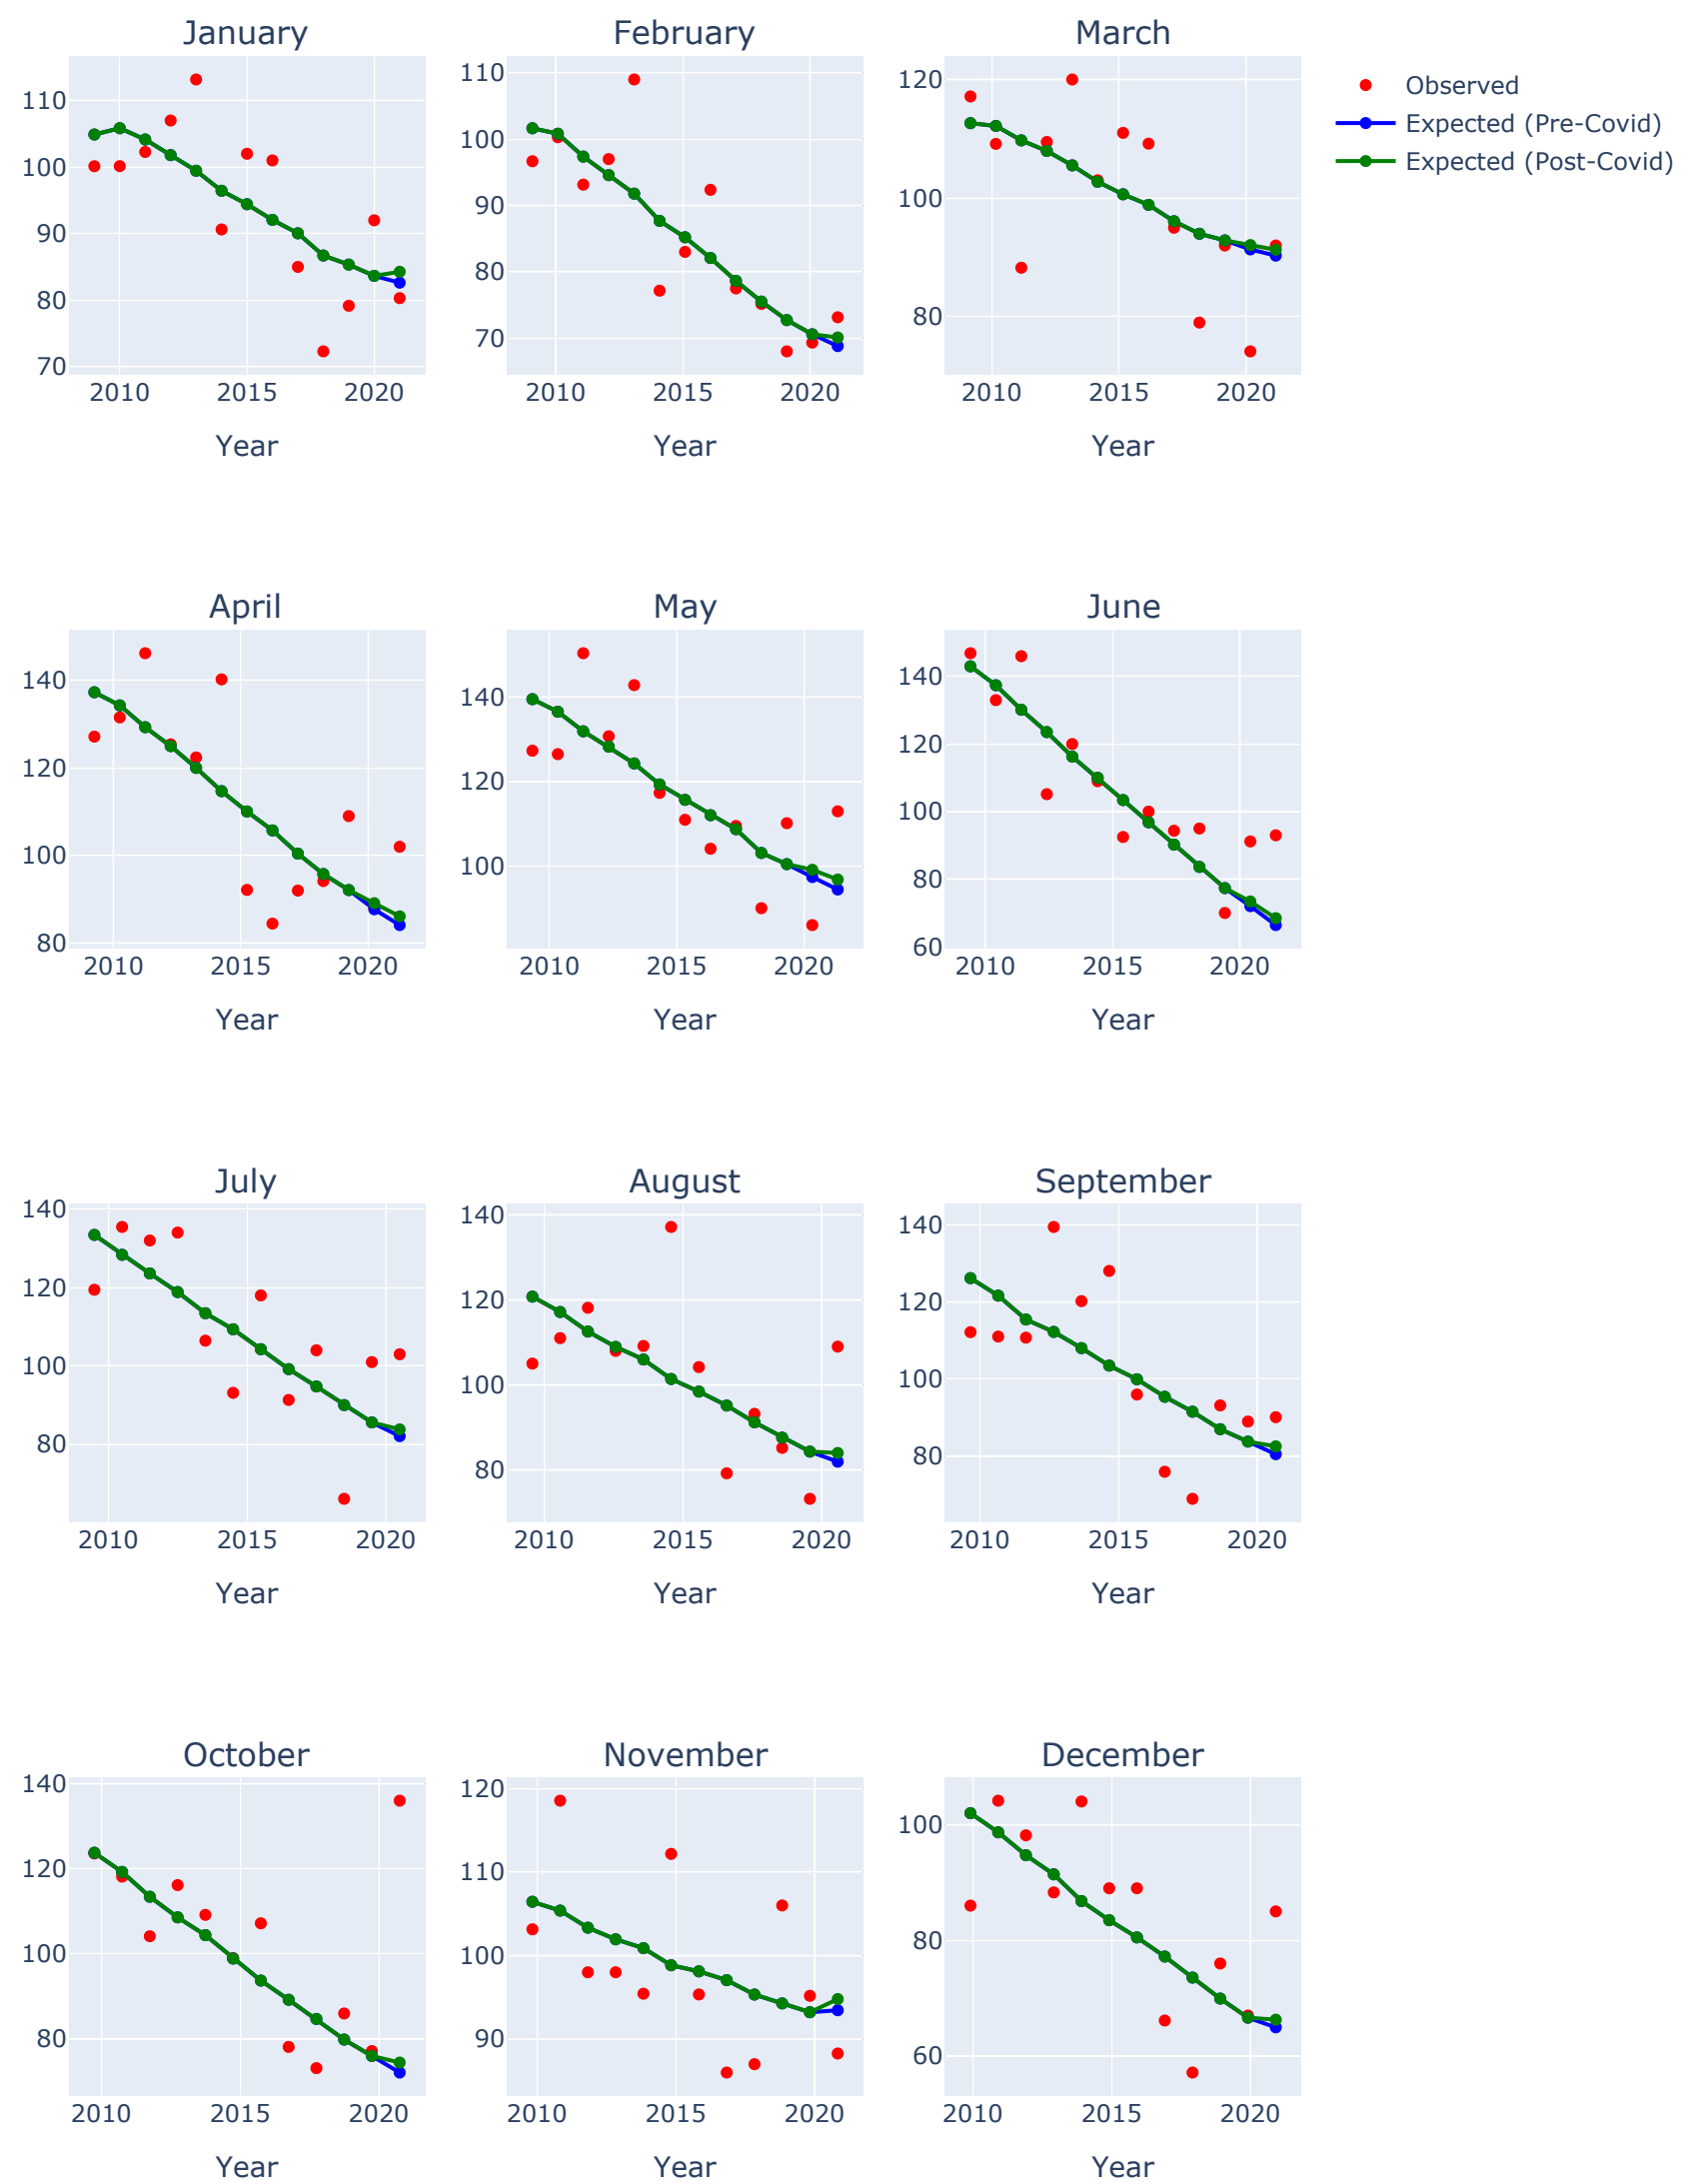 January February March
110
100
90
80
70
2010 2015 2020
Year
110
100
90
80
70
2010 2015 2020
Year
120
100
80
2010 2015 2020
Year
Observed
Expected (Pre-Covid)
Expected (Post-Covid)
April May June
140
120
100
80
2010 2015 2020
Year
140
120
100
2010 2015 2020
Year
140
120
100
80
60
2010 2015 2020
Year
July August September
140
120
100
80
2010 2015 2020
Year
140
120
100
80
2010 2015 2020
Year
140
120
100
80
2010 2015 2020
Year
October November December
140
120
100
80
2010 2015 2020
Year
120
110
100
90
2010 2015 2020
Year
100
80
60
2010 2015 2020
Year